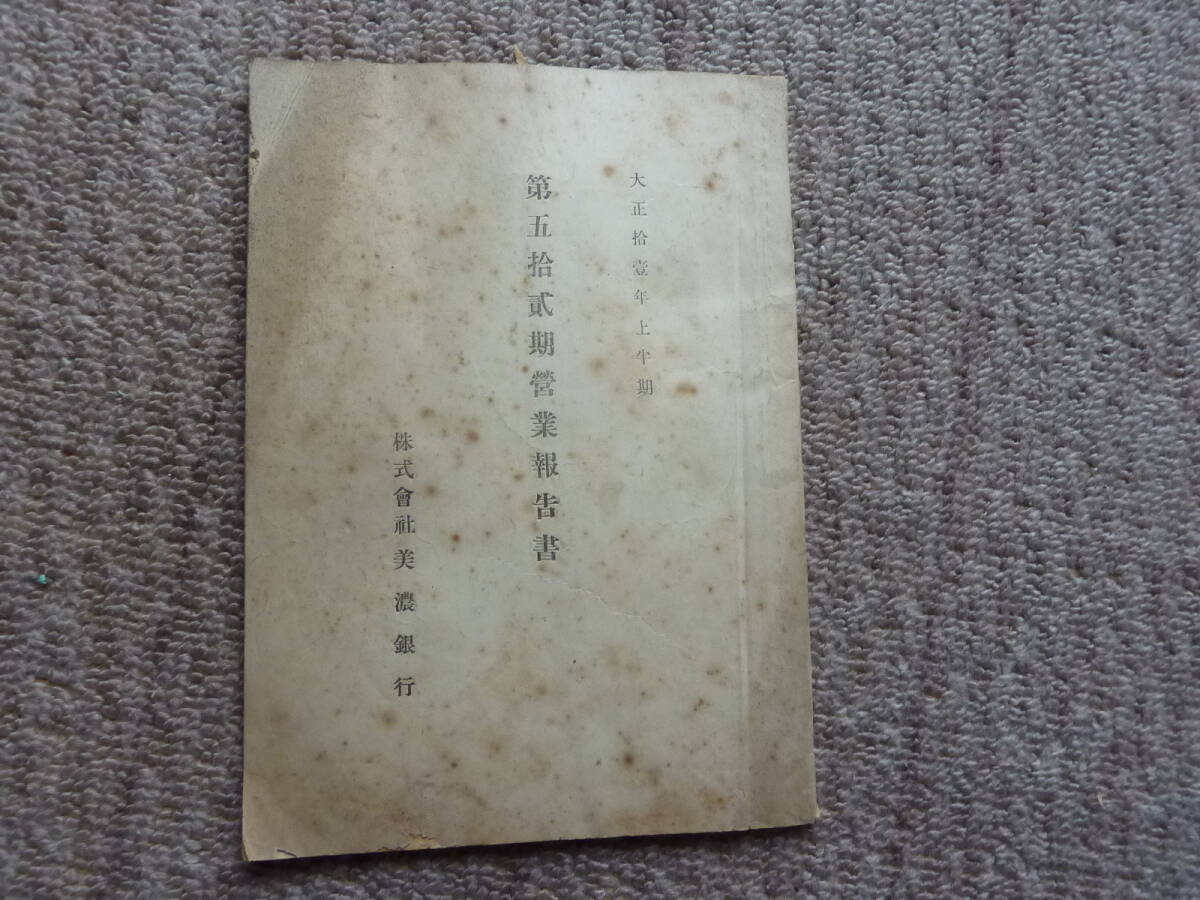 大正拾壹年上半期
第五拾貳期營業報告書
株式會社美濃銀行